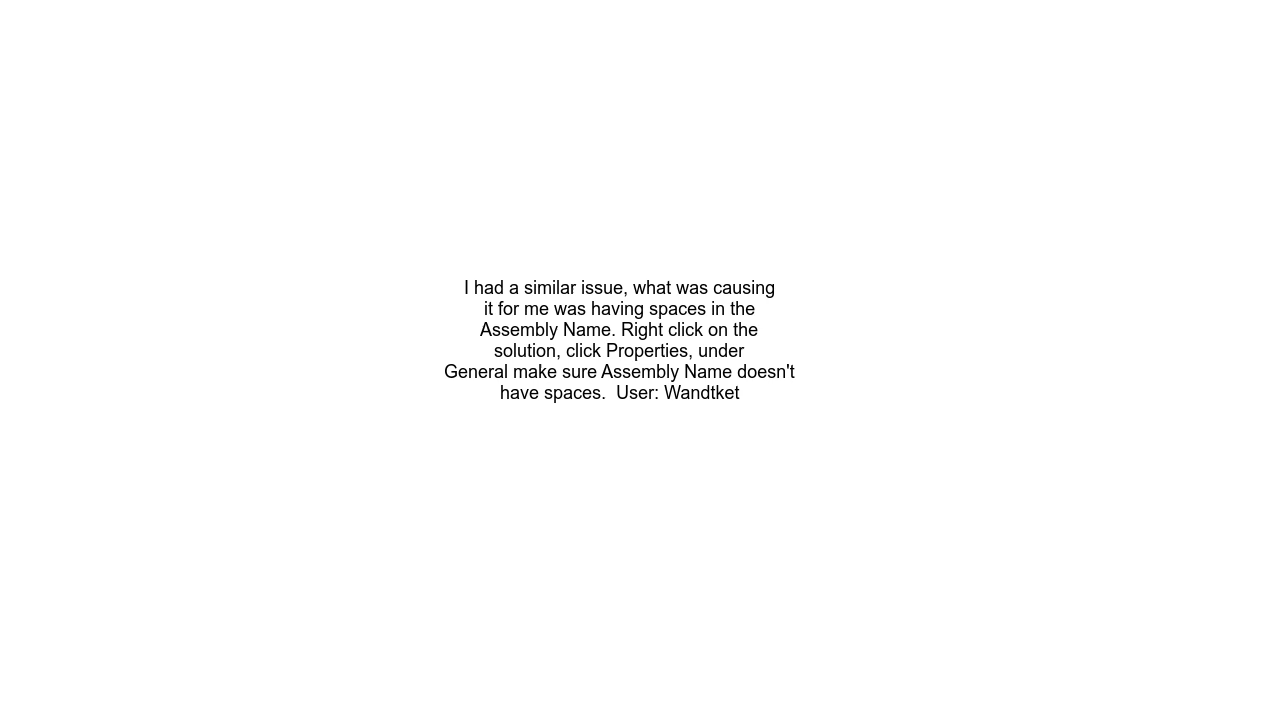 I had a similar issue, what was causing
it for me was having spaces in the
Assembly Name. Right click on the
solution, click Properties, under
General make sure Assembly Name doesn't
have spaces.  User: Wandtket